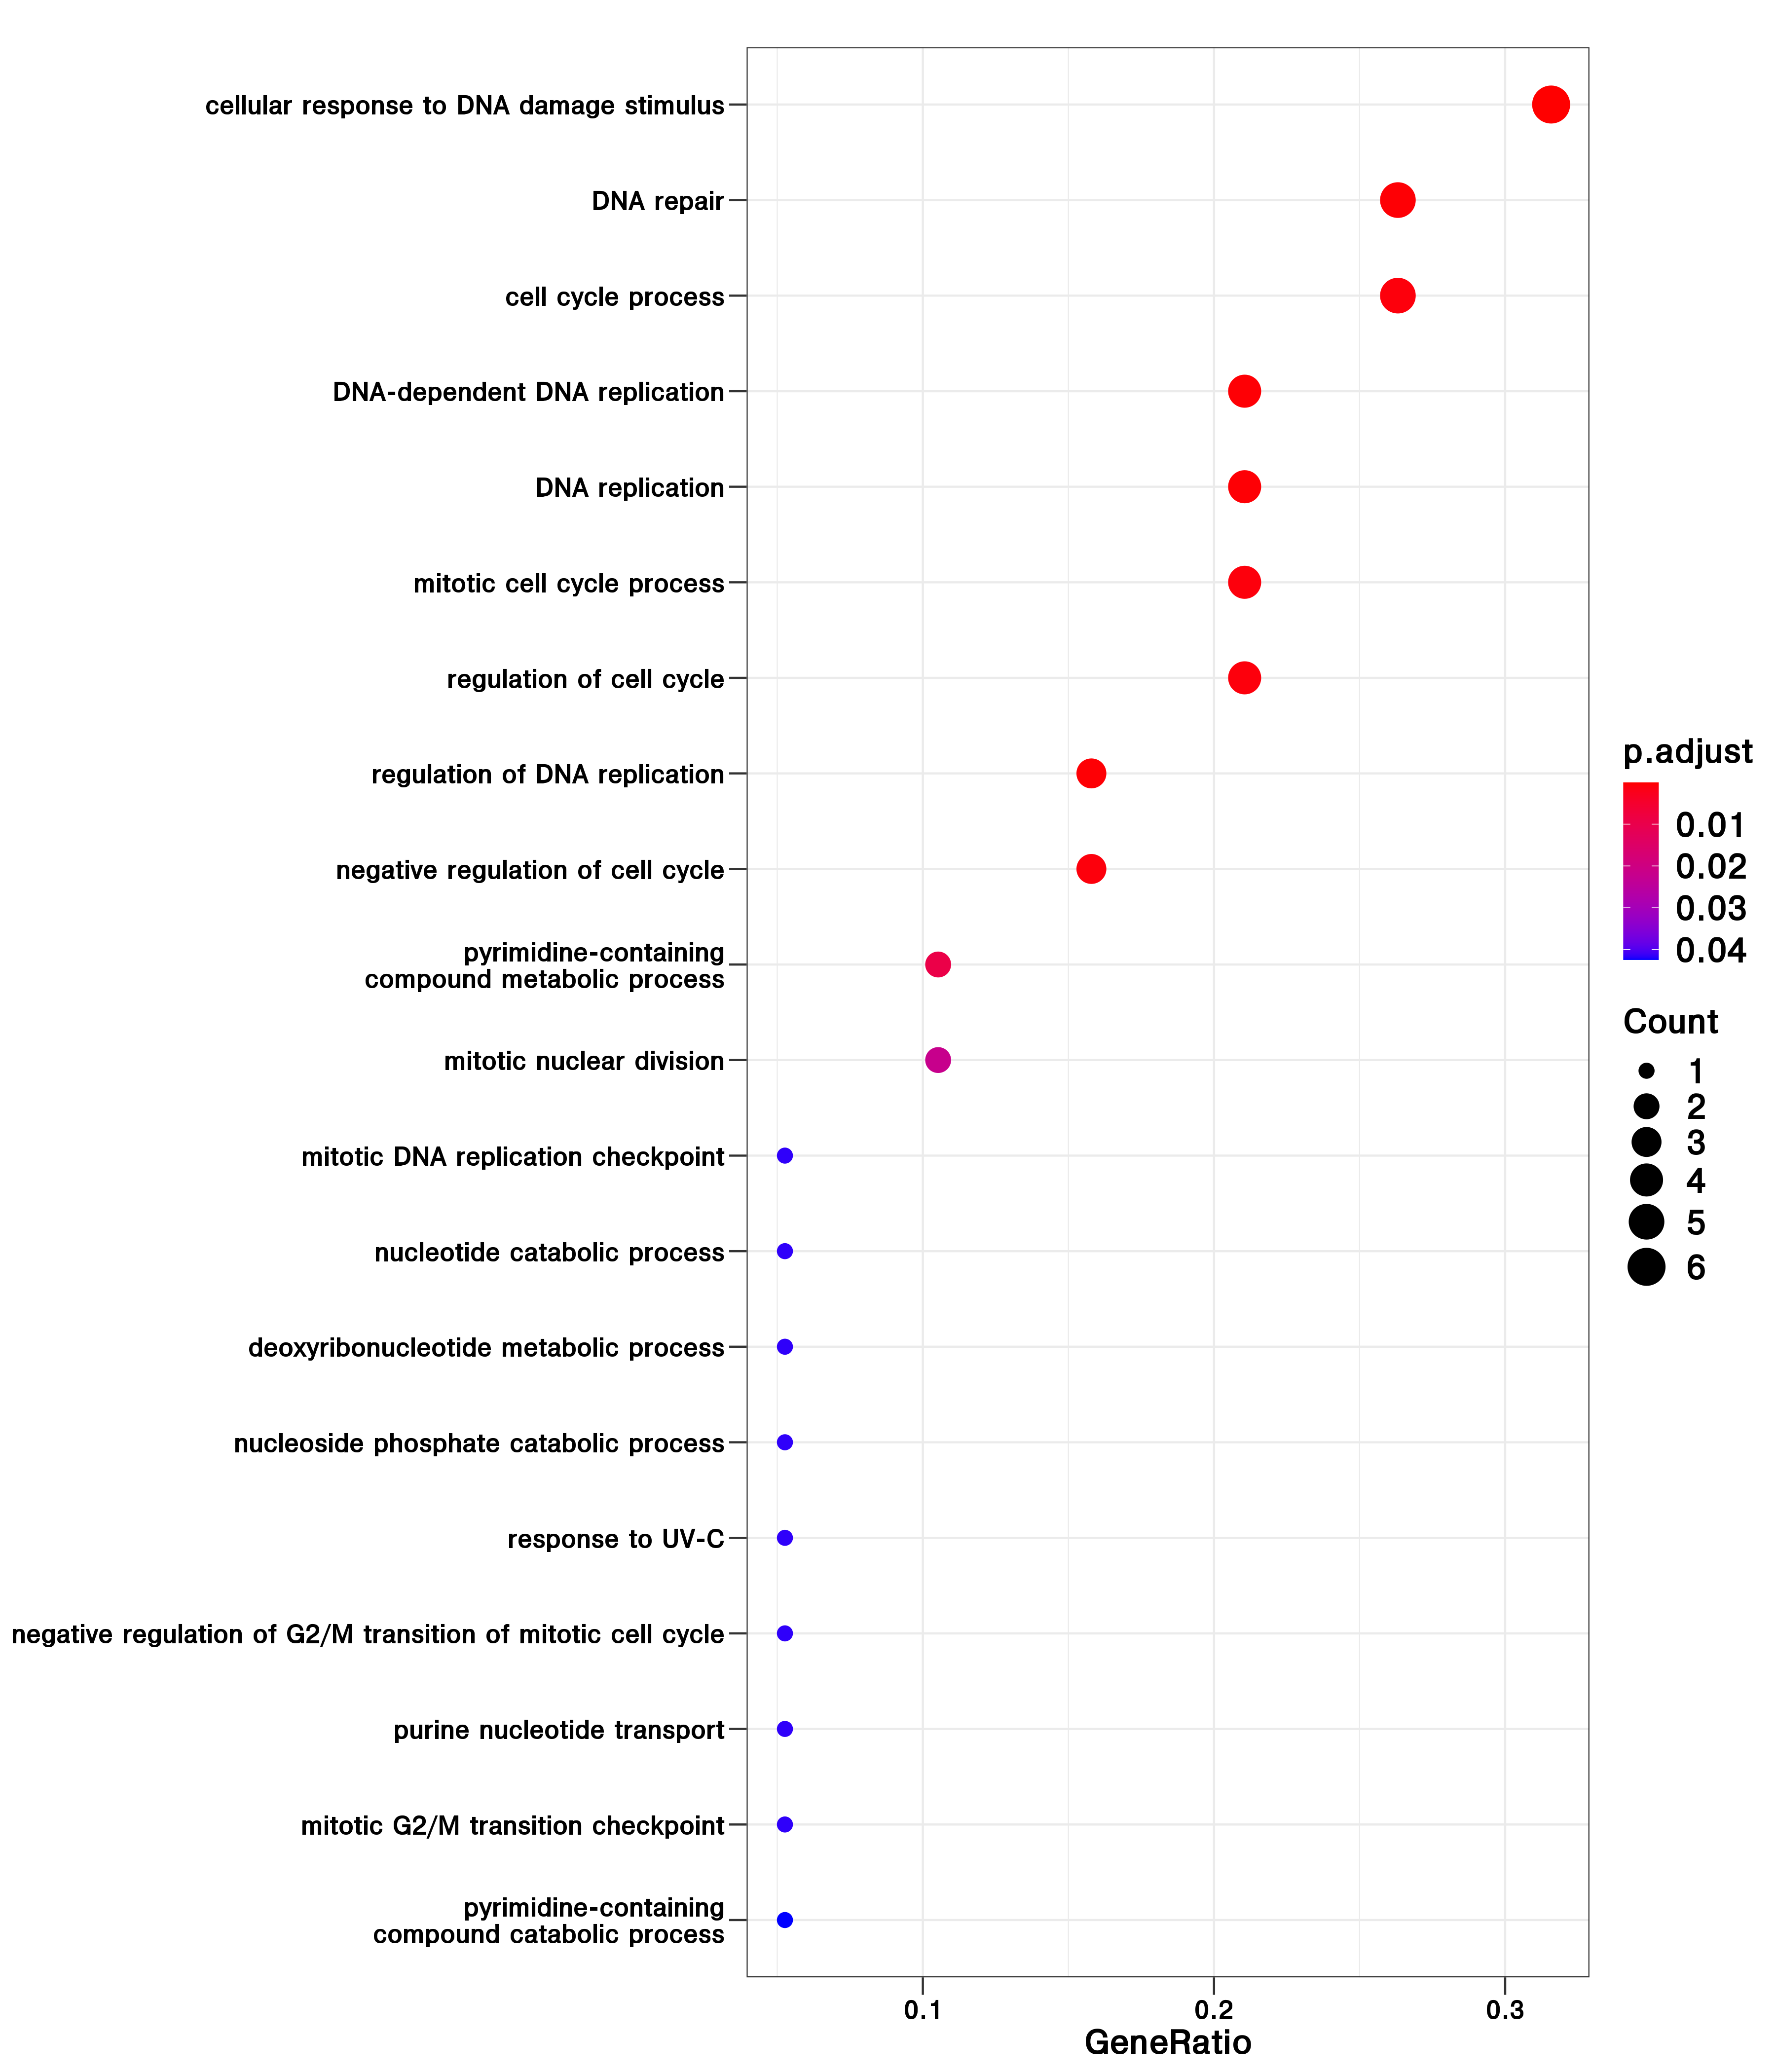 cellular response to DNA damage stimulus
DNA repair
cell cycle process
DNA-dependent DNA replication
DNA replication
mitotic cell cycle process
regulation of cell cycle
regulation of DNA replication
negative regulation of cell cycle
pyrimidine-containing
compound metabolic process
mitotic nuclear division
mitotic DNA replication checkpoint
nucleotide catabolic process
deoxyribonucleotide metabolic process
nucleoside phosphate catabolic process
response to UV-C
negative regulation of G2/M transition of mitotic cell cycle
purine nucleotide transport
mitotic G2/M transition checkpoint
pyrimidine-containing
compound catabolic process
0.1
0.2
0.3
GeneRatio
p.adjust
0.01
0.02
0.03
0.04
Count
1
2
3
4
5
6